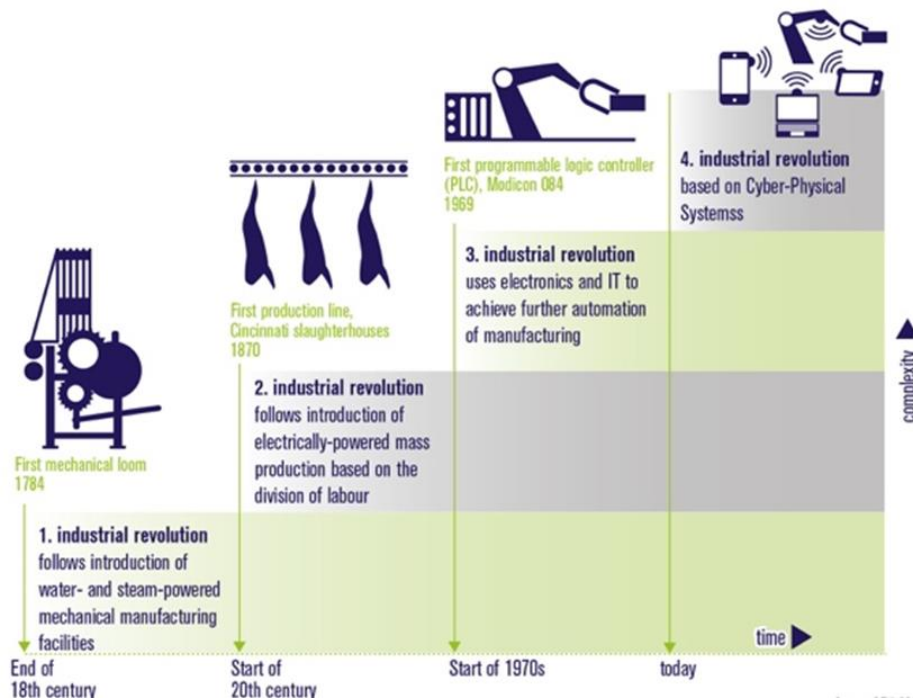 First mechanical loom
1784
First production line,
Cincinnati slaughterhouses
1870
First programmable logic controller
(PLC), Modicon 084
1969
1. industrial revolution
follows introduction of
water- and steam-powered
mechanical manufacturing
facilities
2. industrial revolution
follows introduction of
electrically-powered mass
production based on the
division of labour
3. industrial revolution
uses electronics and IT to
achieve further automation
of manufacturing
4. industrial revolution
based on Cyber-Physical
Systemss
complexity
time
End of
18th century
Start of
20th century
Start of 1970s
today